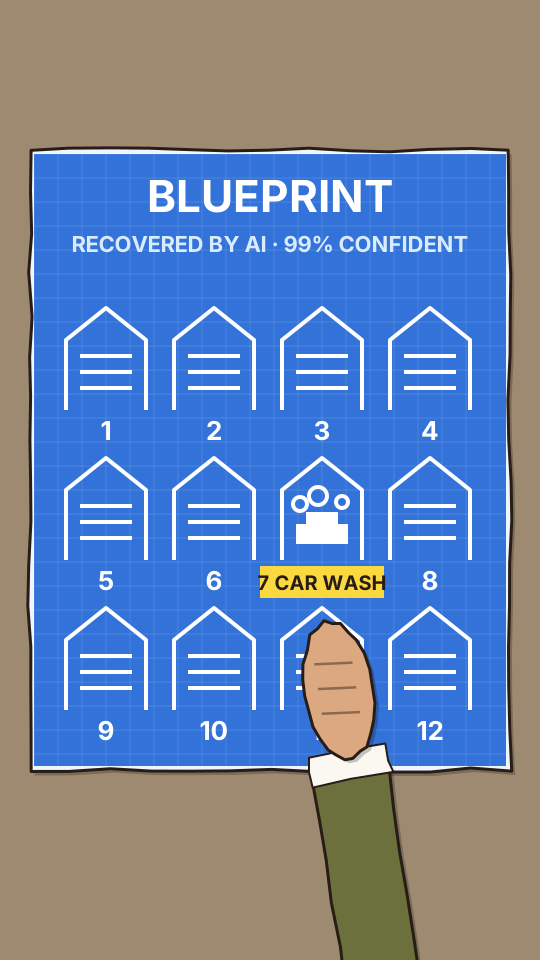 BLUEPRINT
RECOVERED BY AI · 99% CONFIDENT
1 2 3 4
5 6 7 CAR WASH 8
9 10 12